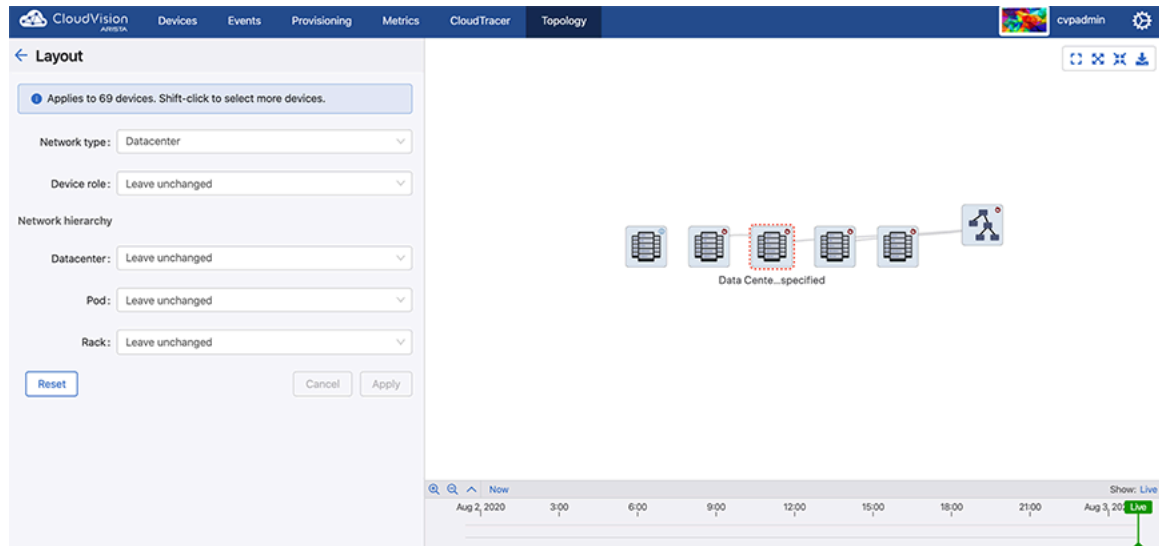 CloudVision Devices Events Provisioning Metrics CloudTracer Topology cvpadmin
ARISTA
Layout
Applies to 69 devices. Shift-click to select more devices.
Network type: Datacenter
Device role: Leave unchanged
Network hierarchy
Datacenter: Leave unchanged
Pod: Leave unchanged
Rack: Leave unchanged
Reset Cancel Apply
Data Cente...specified
Now Show: Live
Aug 2, 2020 3:00 6:00 9:00 12:00 15:00 18:00 21:00 Aug 3, 20 Live